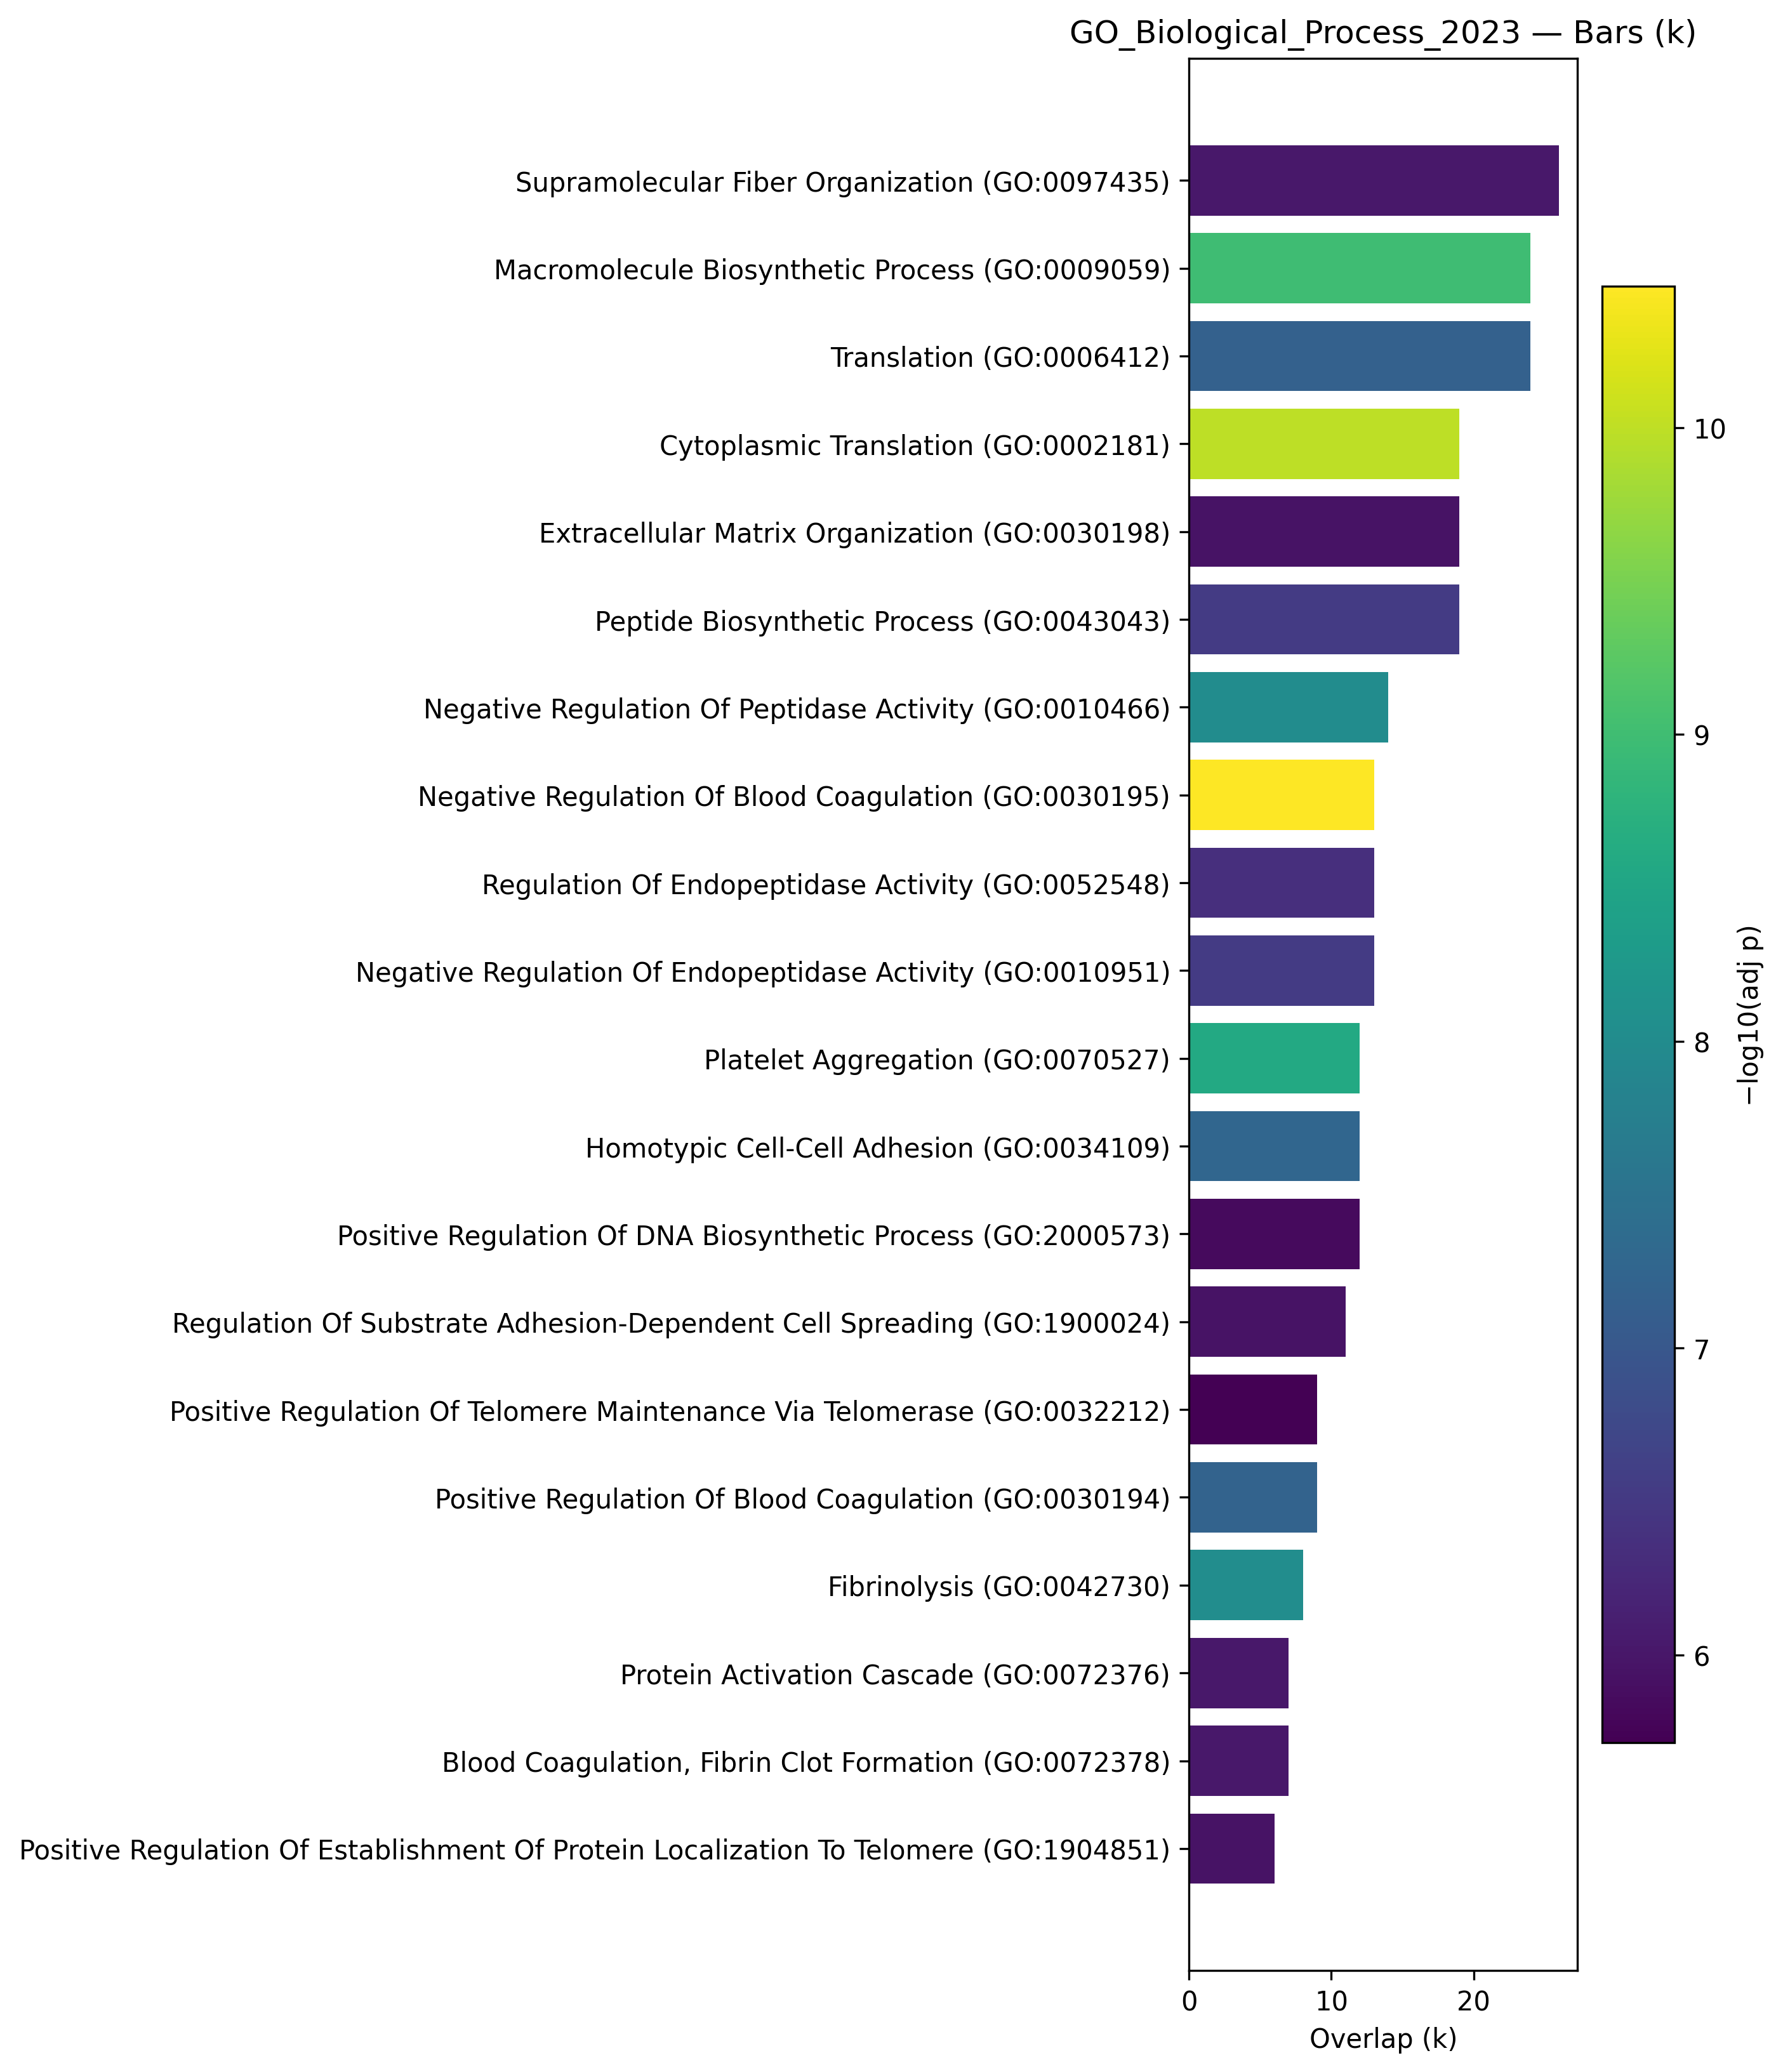 GO_Biological_Process_2023 — Bars (k)
Supramolecular Fiber Organization (GO:0097435)
Macromolecule Biosynthetic Process (GO:0009059)
Translation (GO:0006412)
Cytoplasmic Translation (GO:0002181)
Extracellular Matrix Organization (GO:0030198)
Peptide Biosynthetic Process (GO:0043043)
Negative Regulation Of Peptidase Activity (GO:0010466)
Negative Regulation Of Blood Coagulation (GO:0030195)
Regulation Of Endopeptidase Activity (GO:0052548)
Negative Regulation Of Endopeptidase Activity (GO:0010951)
Platelet Aggregation (GO:0070527)
Homotypic Cell-Cell Adhesion (GO:0034109)
Positive Regulation Of DNA Biosynthetic Process (GO:2000573)
Regulation Of Substrate Adhesion-Dependent Cell Spreading (GO:1900024)
Positive Regulation Of Telomere Maintenance Via Telomerase (GO:0032212)
Positive Regulation Of Blood Coagulation (GO:0030194)
Fibrinolysis (GO:0042730)
Protein Activation Cascade (GO:0072376)
Blood Coagulation, Fibrin Clot Formation (GO:0072378)
Positive Regulation Of Establishment Of Protein Localization To Telomere (GO:1904851)
0 10 20
Overlap (k)
10
9
8
7
6
−log10(adj p)